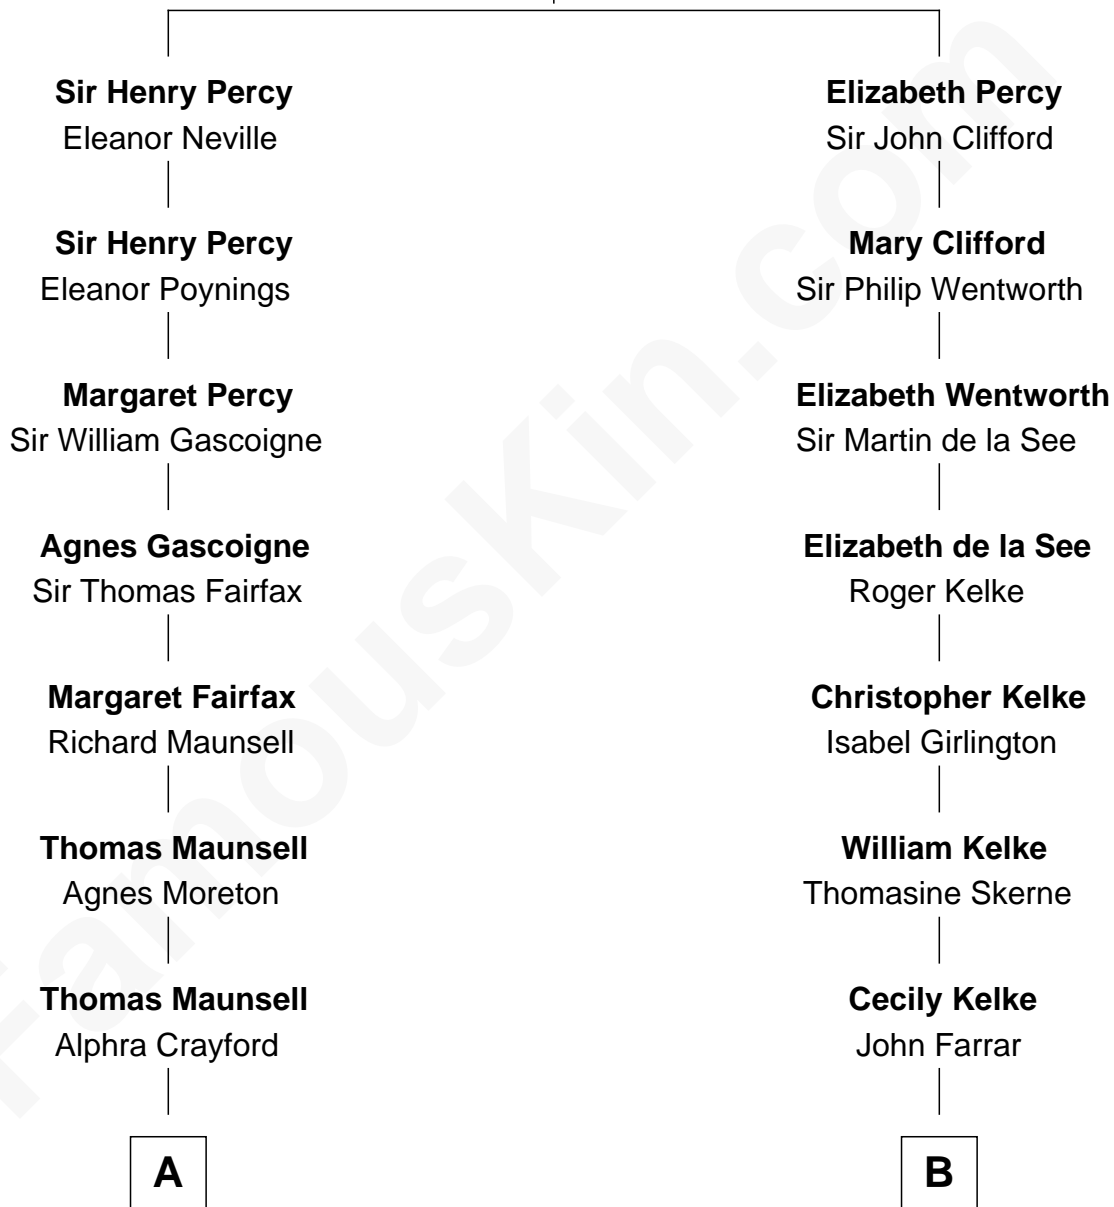 Sir Henry Percy
Eleanor Neville
Sir Henry Percy
Eleanor Poynings
Margaret Percy
Sir William Gascoigne
Agnes Gascoigne
Sir Thomas Fairfax
Margaret Fairfax
Richard Maunsell
Thomas Maunsell
Agnes Moreton
Thomas Maunsell
Alphra Crayford
A
Elizabeth Percy
Sir John Clifford
Mary Clifford
Sir Philip Wentworth
Elizabeth Wentworth
Sir Martin de la See
Elizabeth de la See
Roger Kelke
Christopher Kelke
Isabel Girlington
William Kelke
Thomasine Skerne
Cecily Kelke
John Farrar
B
FamousKin.com